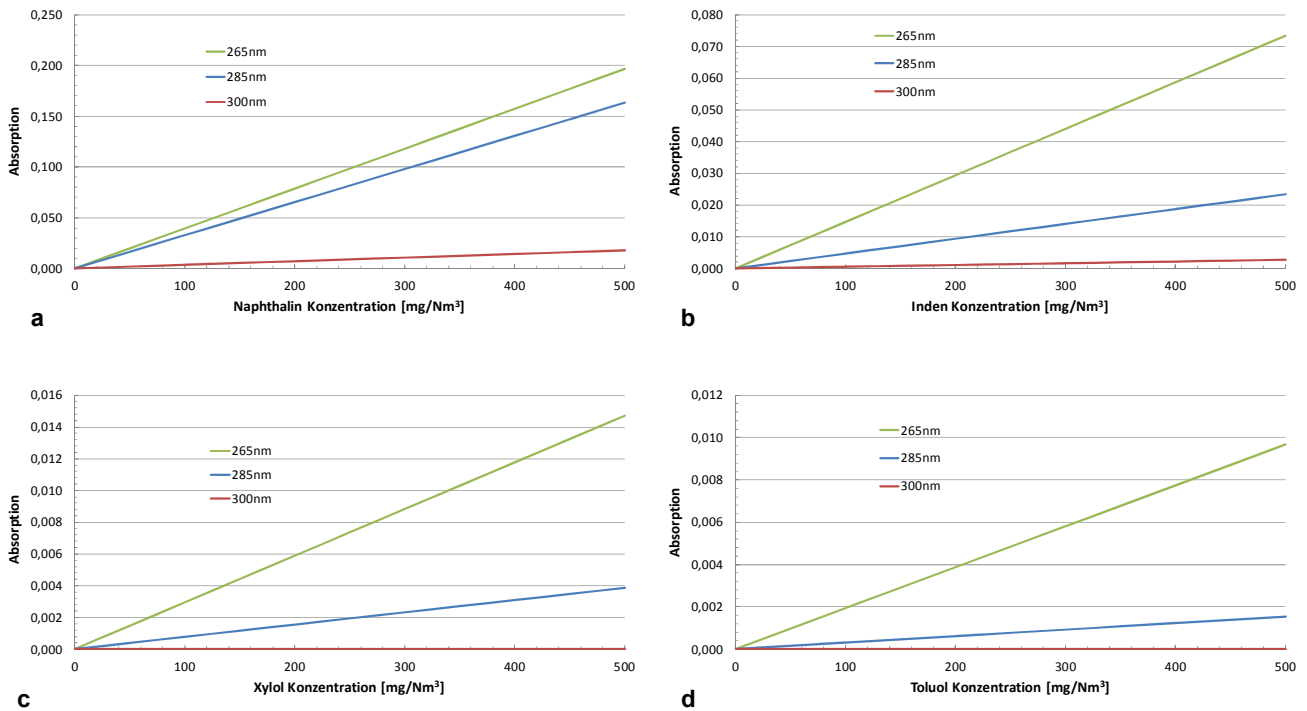 0,250
0,200
0,150
0,100
0,050
0,000
Absorption
265nm
285nm
300nm
0 100 200 300 400 500
Naphthalin Konzentration [mg/Nm³]
a
0,080
0,070
0,060
0,050
0,040
0,030
0,020
0,010
0,000
Absorption
265nm
285nm
300nm
0 100 200 300 400 500
Inden Konzentration [mg/Nm³]
b
0,016
0,014
0,012
0,010
0,008
0,006
0,004
0,002
0,000
Absorption
265nm
285nm
300nm
0 100 200 300 400 500
Xylol Konzentration [mg/Nm³]
c
0,012
0,010
0,008
0,006
0,004
0,002
0,000
Absorption
265nm
285nm
300nm
0 100 200 300 400 500
Toluol Konzentration [mg/Nm³]
d